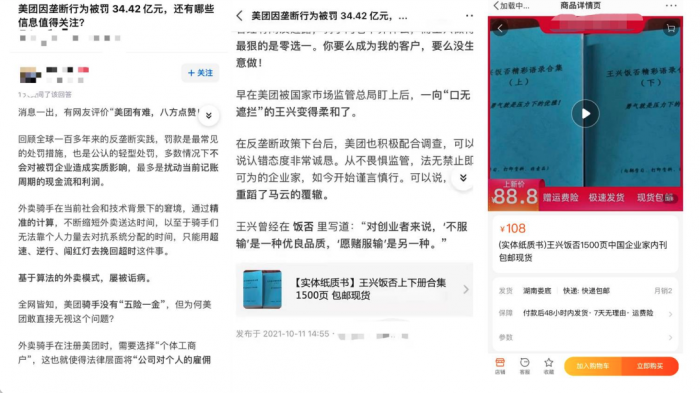 美团因垄断行为被罚 34.42 亿元，还有哪些
信息值得关注？
+ 关注
消息一出，有网友评价“美团有难，八方点赞！
回顾全球一百多年来的反垄断实践，罚款是最常见
的处罚措施，也是公认的轻型处罚，多数情况下不
会对被罚企业造成实质影响，最多是扰动当前记账
周期的现金流和利润。
外卖骑手在当前社会和技术背景下的窘境，通过精
准的计算，不断缩短外卖送达时间，以至于骑手们
无法靠个人力量去对抗系统分配的时间，只能用超
速、逆行、闯红灯去挽回超时这件事。
基于算法的外卖模式，屡被诟病。
全网皆知，美团骑手没有“五险一金”，但为何美
团敢直接无视这个问题？
外卖骑手在注册美团时，需要选择“个体工商
户”，这也就使得法律层面将“公司对个人的雇佣
美团因垄断行为被罚 34.42 亿元，...
最狠的是零选一。你要么成为我的客户，要么没生
意做！
早在美团被国家市场监管总局盯上后，一向“口无
遮拦”的王兴变得柔和了。
在反垄断政策下台后，美团也积极配合调查，可以
说认错态度非常诚恳。从不畏惧监管，法无禁止即
可为的企业家，如今开始谨言慎行。可以说，
重蹈了马云的覆辙。
王兴曾经在 饭否 里写道：“对创业者来说，‘不服
输’是一种优良品质，‘愿赌服输’是另一种。”
【实体纸质书】王兴饭否上下册合集
1500页 包邮现货
发布于 2021-10-11 14:55
加载中...
商品详情页
饭否精彩语录合集
（上）
勇气就是压力下的优雅！
王兴饭否精彩语录
（下）
勇气就是压力下的优
上新价
88.8
赠运费险 极速发货 现货包邮
¥108
(实体纸质书)王兴饭否1500页中国企业家内刊
包邮现货
发货 湖南娄底 快递: 快递包邮 月销2
保障 付款后48小时内发货 · 7天无理由 · 运费险
参数
店铺 客服 收藏 加入购物车 立即购买